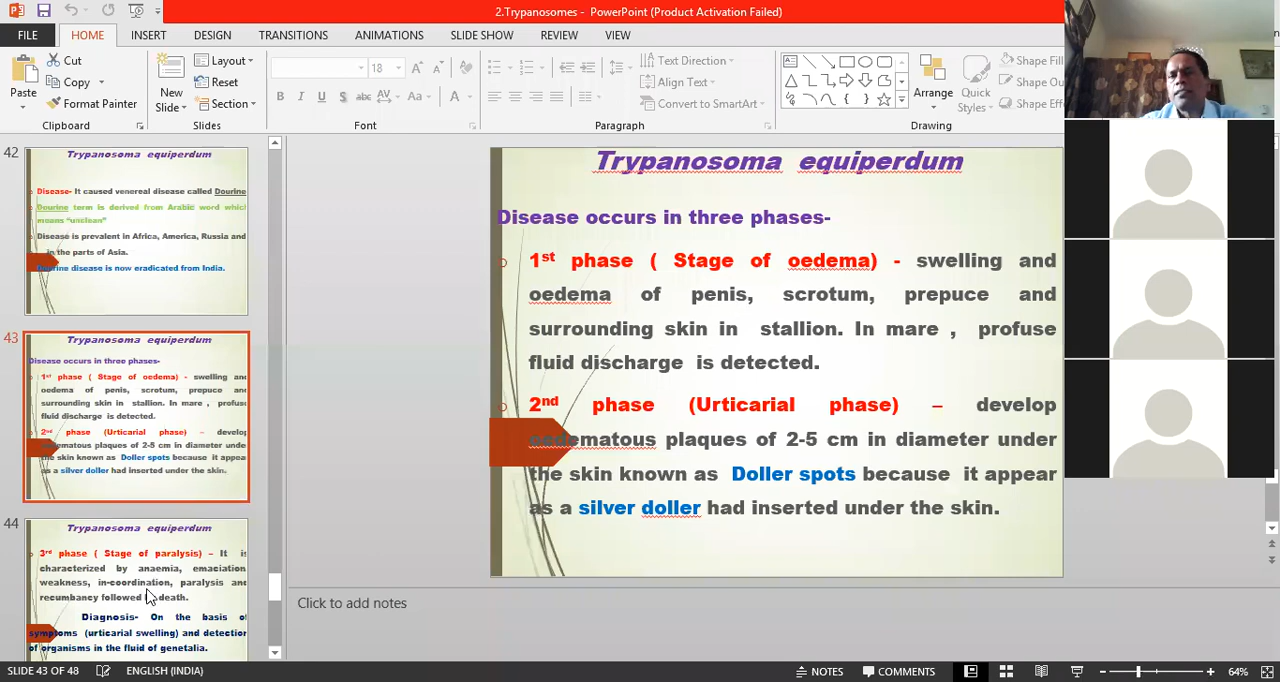 2.Trypanosomes - PowerPoint (Product Activation Failed)
FILE HOME INSERT DESIGN TRANSITIONS ANIMATIONS SLIDE SHOW REVIEW VIEW
Paste
Cut
Copy
Format Painter
Clipboard
New
Slide
Layout
Reset
Section
Slides
18
B I U S abc AV Aa A
Font
Text Direction
Align Text
Convert to SmartArt
Paragraph
Arrange
Quick
Styles
Shape Fill
Shape Ou
Shape Effe
Drawing
42
Trypanosoma equiperdum
Disease- It caused venereal disease called Dourine
Dourine term is derived from Arabic word which
means "unclean"
Disease is prevalent in Africa, America, Russia and
in the parts of Asia.
Dourine disease is now eradicated from India.
43
Trypanosoma equiperdum
Disease occurs in three phases-
1st phase ( Stage of oedema) - swelling and
oedema of penis, scrotum, prepuce and
surrounding skin in stallion. In mare , profuse
fluid discharge is detected.
2nd phase (Urticarial phase) – develop
oedematous plaques of 2-5 cm in diameter under
the skin known as Doller spots because it appear
as a silver doller had inserted under the skin.
44
Trypanosoma equiperdum
3rd phase ( Stage of paralysis) – It is
characterized by anaemia, emaciation
weakness, in-coordination, paralysis and
recumbancy followed by death.
Diagnosis- On the basis of
symptoms (urticarial swelling) and detection
of organisms in the fluid of genetalia.
Trypanosoma equiperdum
Disease occurs in three phases-
1st phase ( Stage of oedema) - swelling and
oedema of penis, scrotum, prepuce and
surrounding skin in stallion. In mare , profuse
fluid discharge is detected.
2nd phase (Urticarial phase) – develop
oedematous plaques of 2-5 cm in diameter under
the skin known as Doller spots because it appear
as a silver doller had inserted under the skin.
Click to add notes
SLIDE 43 OF 48 ENGLISH (INDIA) NOTES COMMENTS 64%